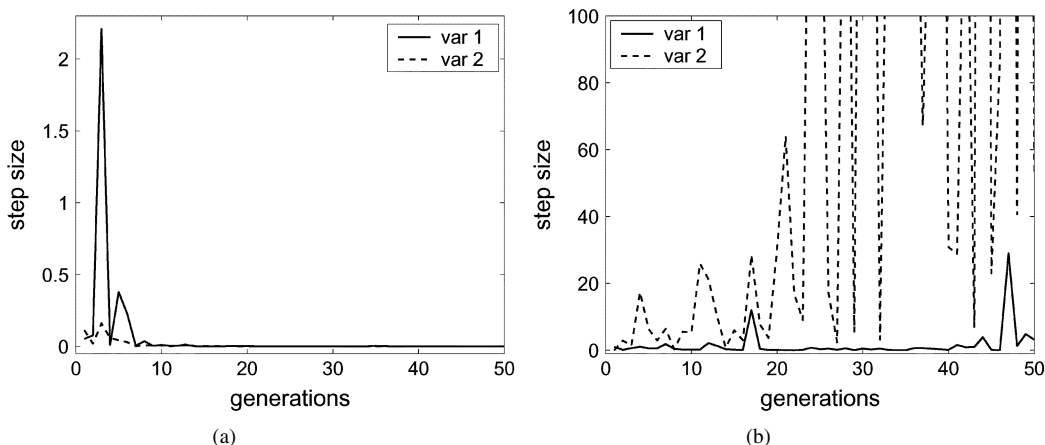 var 1
var 2
2
1.5
1
0.5
0
0 10 20 30 40 50
step size
generations
(a)
var 1
var 2
100
80
60
40
20
0
0 10 20 30 40 50
step size
generations
(b)